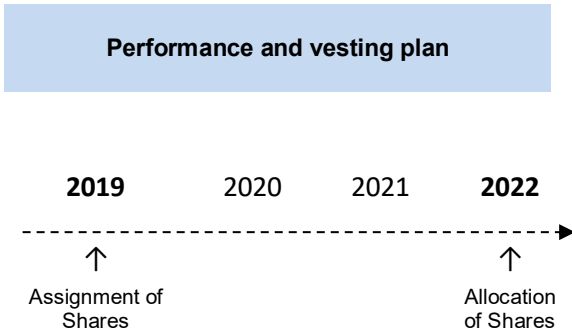 Performance and vesting plan
2019 2020 2021 2022
Assignment of Allocation
Shares of Shares